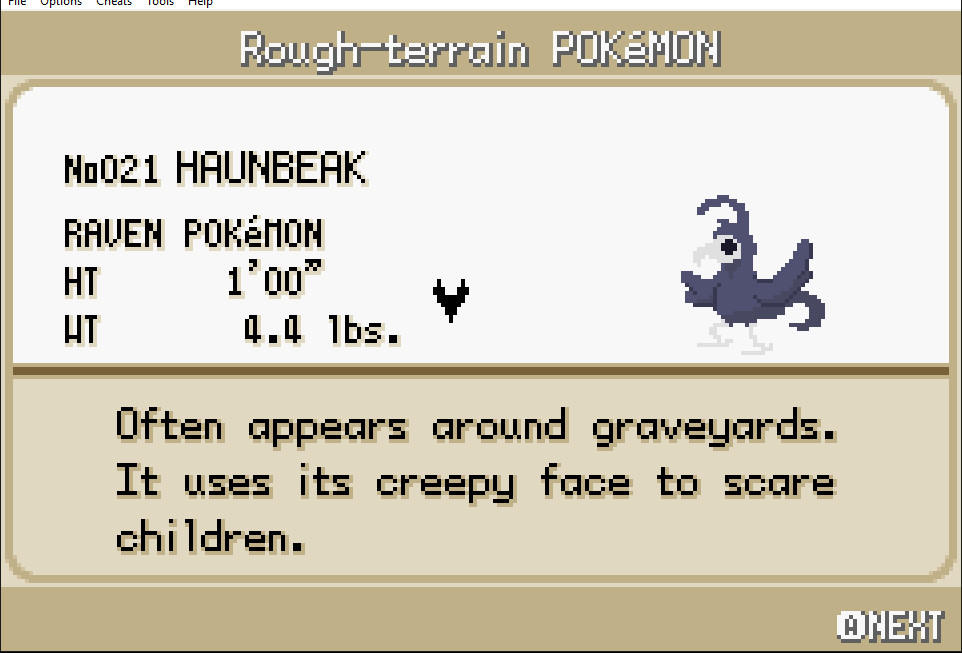 File Options Cheats Tools Help
Rough-terrain POKéMON
No021 HAUNBEAK
RAVEN POKéMON
HT 1'00"
WT 4.4 lbs.
Often appears around graveyards.
It uses its creepy face to scare
children.
A NEXT